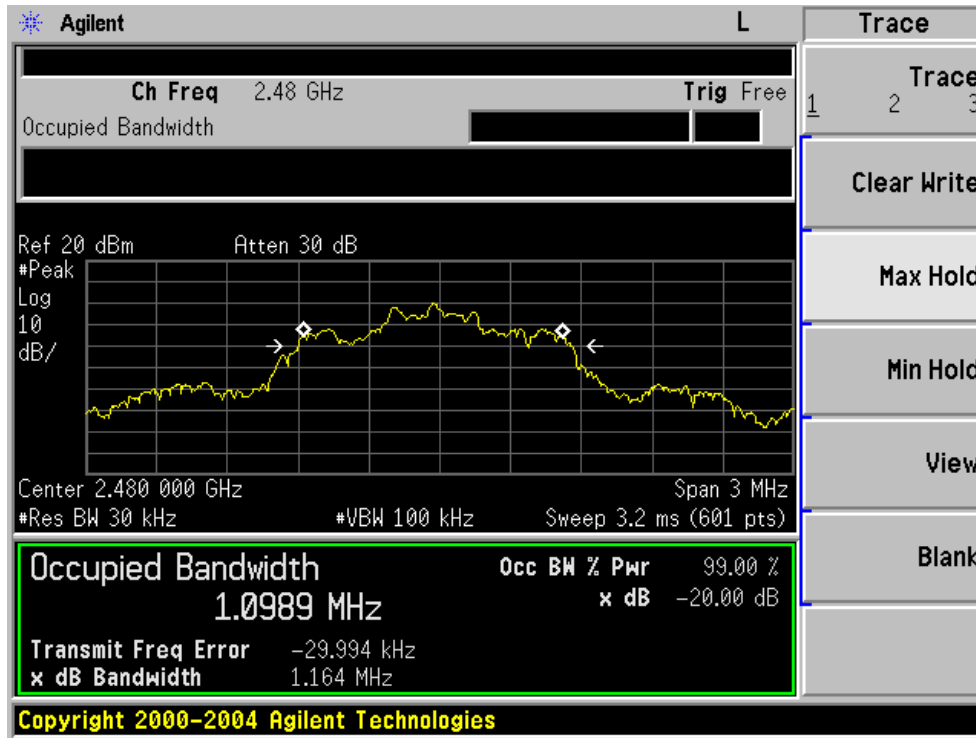 Agilent L Trace
Ch Freq 2.48 GHz Trig Free
Occupied Bandwidth
Trace
1 2 3
Clear Write
Max Hold
Min Hold
View
Blank
Ref 20 dBm Atten 30 dB
#Peak
Log
10
dB/
Center 2.480 000 GHz Span 3 MHz
#Res BW 30 kHz #VBW 100 kHz Sweep 3.2 ms (601 pts)
Occupied Bandwidth
1.0989 MHz
Occ BW % Pwr 99.00 %
x dB -20.00 dB
Transmit Freq Error -29.994 kHz
x dB Bandwidth 1.164 MHz
Copyright 2000-2004 Agilent Technologies